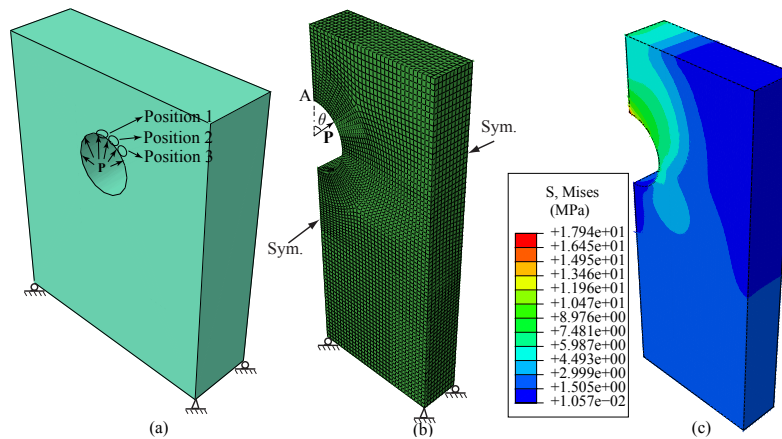 Position 1
Position 2
Position 3
P
(a)
A
θ
P
Sym.
Sym.
(b)
S, Mises
(MPa)
+1.794e+01
+1.645e+01
+1.495e+01
+1.346e+01
+1.196e+01
+1.047e+01
+8.976e+00
+7.481e+00
+5.987e+00
+4.493e+00
+2.999e+00
+1.505e+00
+1.057e−02
(c)